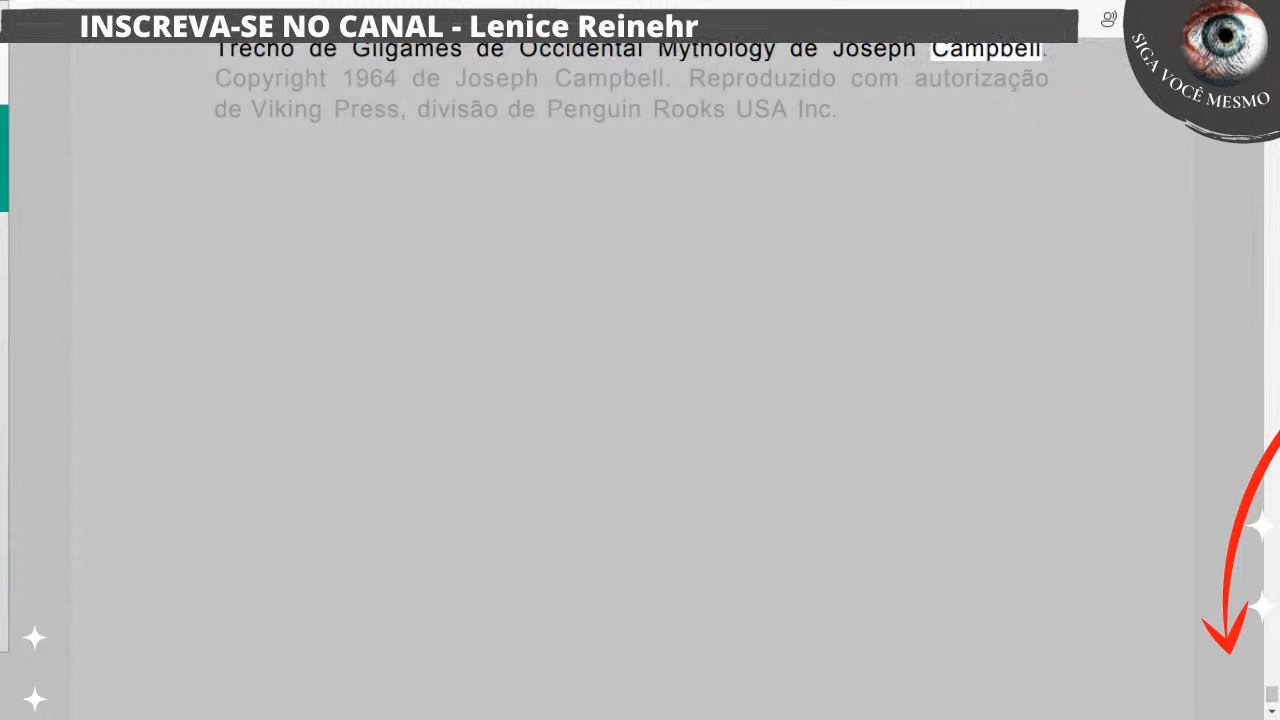 INSCREVA-SE NO CANAL - Lenice Reinehr
SIGA VOCÊ MESMO
Trecho de Gilgames de Occidental Mythology de Joseph Campbell.
Copyright 1964 de Joseph Campbell. Reproduzido com autorização
de Viking Press, divisão de Penguin Rooks USA Inc.